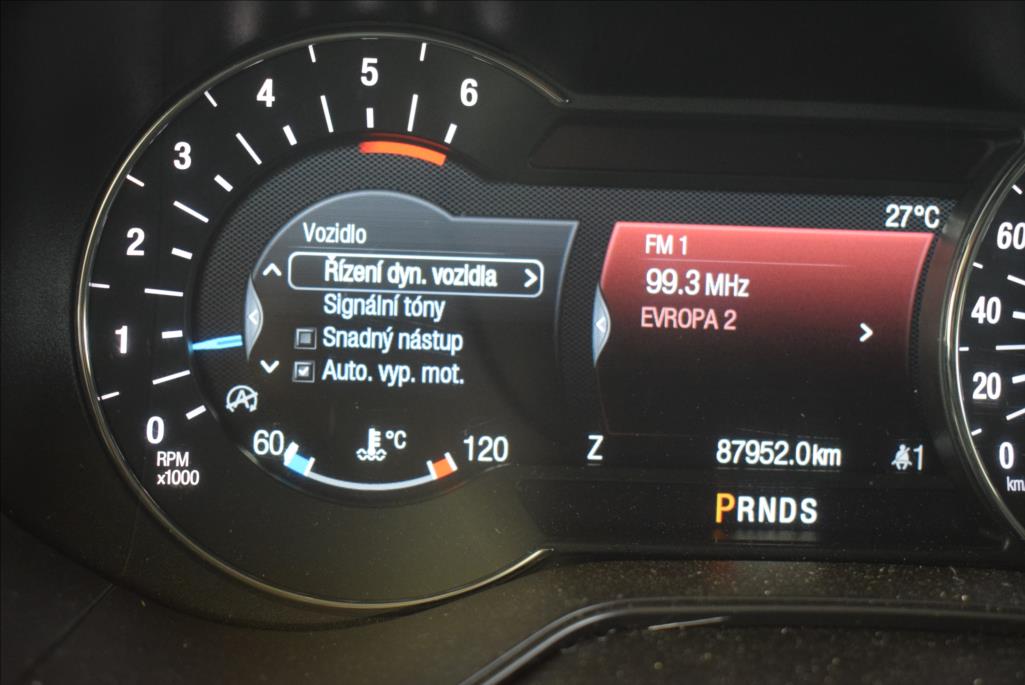 6
5
4
3
2
1
0
RPM
x1000
Vozidlo
Řízení dyn. vozidla
Signální tóny
Snadný nástup
Auto. vyp. mot.
A
60
°C
120
27°C
FM 1
99.3 MHz
EVROPA 2
Z
87952.0km
1
PRNDS
60
40
20
0